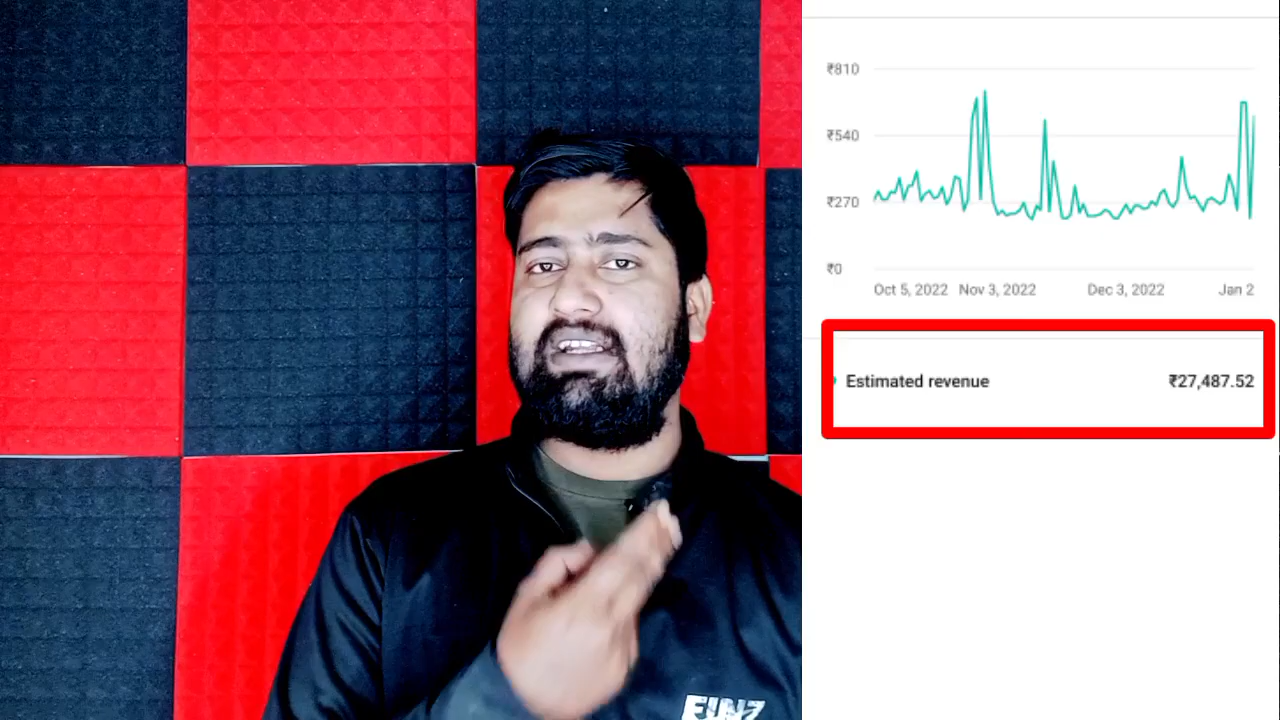 ₹810
₹540
₹270
₹0
Oct 5, 2022 Nov 3, 2022 Dec 3, 2022 Jan 2
Estimated revenue ₹27,487.52